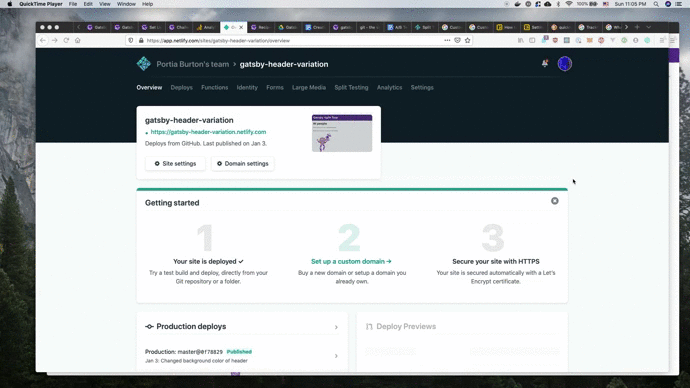 QuickTime Player File Edit View Window Help
100% Sun 11:05 PM
https://app.netlify.com/sites/gatsby-header-variation/overview
Portia Burton's team > gatsby-header-variation
Overview Deploys Functions Identity Forms Large Media Split Testing Analytics Settings
gatsby-header-variation
https://gatsby-header-variation.netlify.com
Deploys from GitHub. Last published on Jan 3.
Site settings Domain settings
Getting started
1 2 3
Your site is deployed ✓
Try a test build and deploy, directly from your
Git repository or a folder.
Set up a custom domain →
Buy a new domain or setup a domain you
already own.
Secure your site with HTTPS
Your site is secured automatically with a Let's
Encrypt certificate.
Production deploys
Deploy Previews
Production: master@0f78829 Published
Jan 3: Changed background color of header